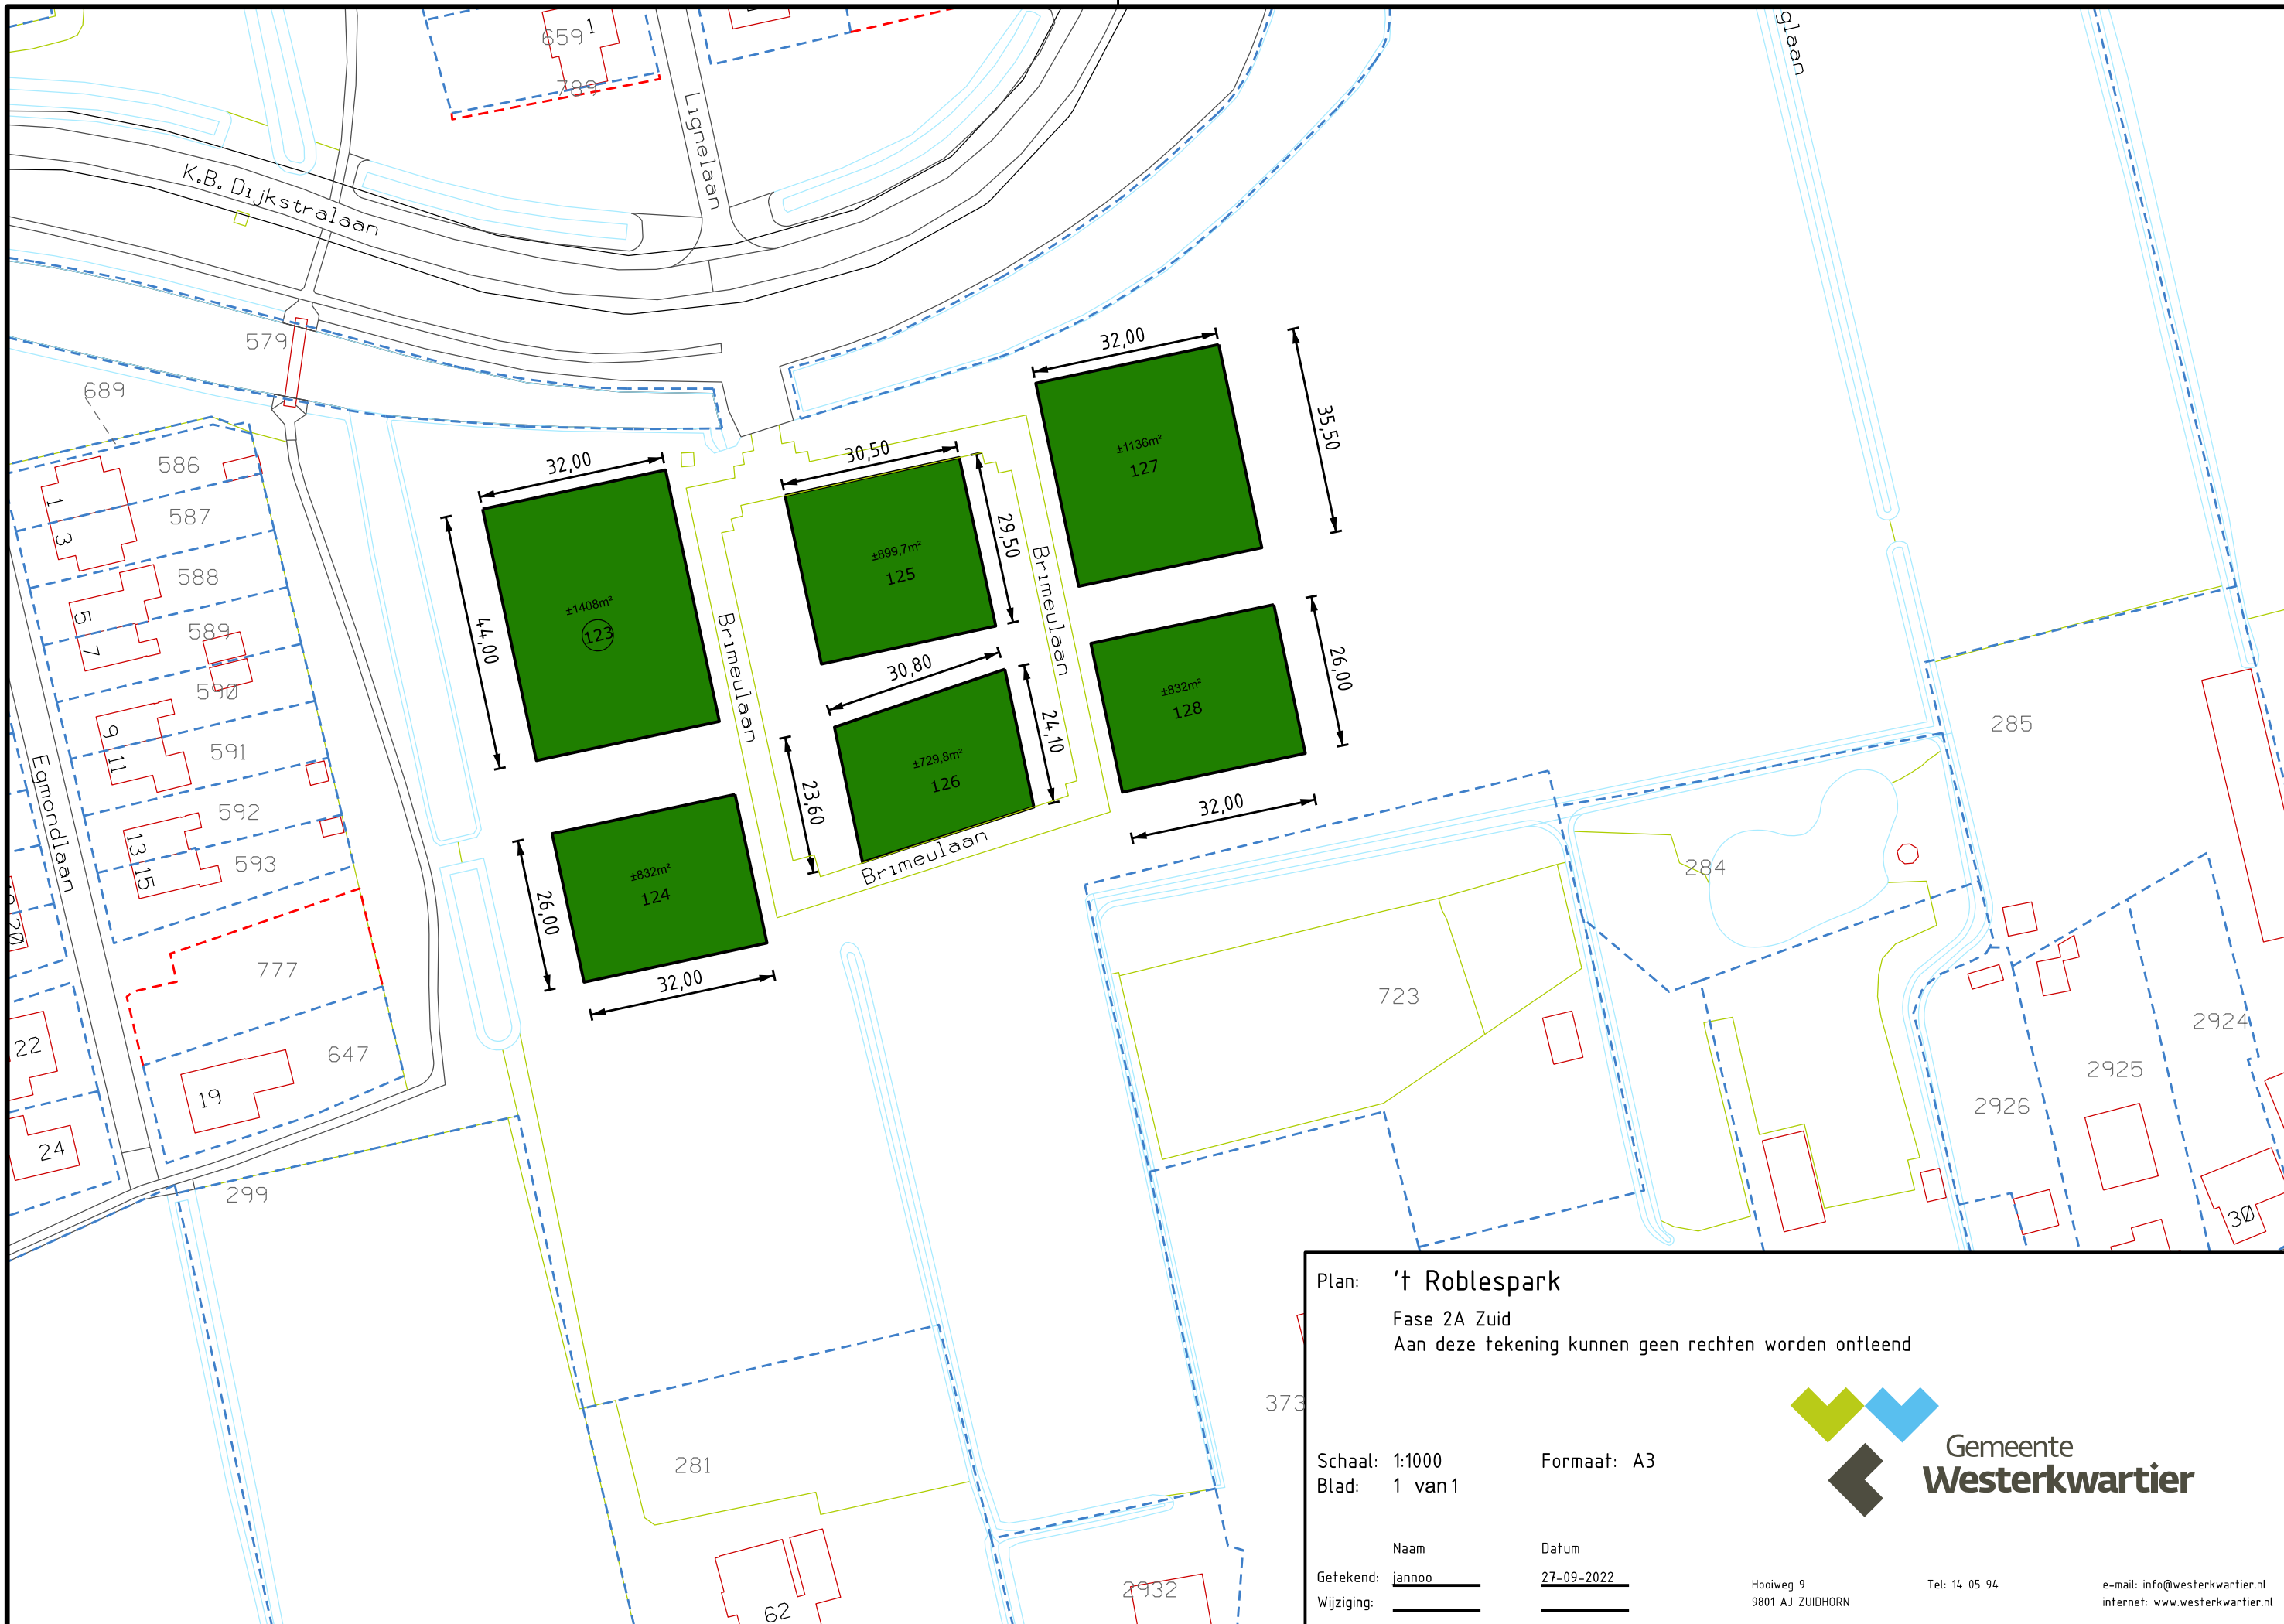 659
1
789
Lignelaan
glaan
K.B. Dijkstralaan
579
689
586
587
588
589
590
591
592
593
777
647
299
1
3
5
7
9
11
13
15
19
20
22
24
Egmondlaan
32,00
44,00
±1408m²
123
26,00
±832m²
124
32,00
30,50
29,50
±899,7m²
125
30,80
24,10
23,60
±729,8m²
126
Brimeulaan
Brimeulaan
Brimeulaan
32,00
35,50
±1136m²
127
26,00
±832m²
128
32,00
285
284
723
2924
2925
2926
30
373
281
62
2932
Plan: 't Roblespark
Fase 2A Zuid
Aan deze tekening kunnen geen rechten worden ontleend
Schaal: 1:1000 Formaat: A3
Blad: 1 van1
Gemeente
Westerkwartier
Naam Datum
Getekend: jannoo 27-09-2022
Wijziging:
Hooiweg 9 Tel: 14 05 94 e-mail: info@westerkwartier.nl
9801 AJ ZUIDHORN internet: www.westerkwartier.nl